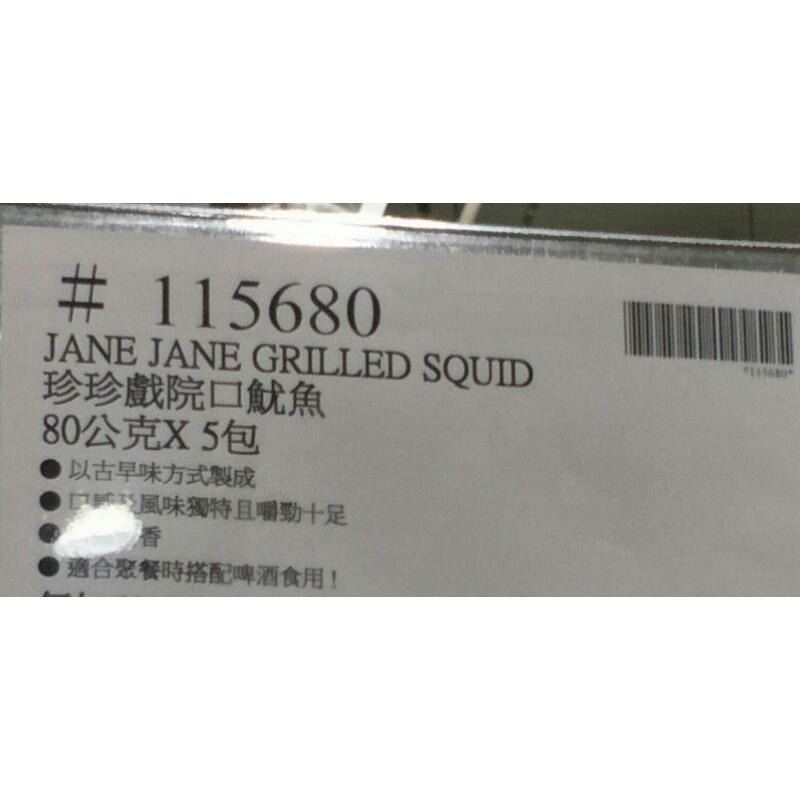 # 115680
JANE JANE GRILLED SQUID
珍珍戲院口魷魚
80公克X 5包
● 以古早味方式製成
● 口感及風味獨特且嚼勁十足
● 香
● 適合聚餐時搭配啤酒食用！
*115680*